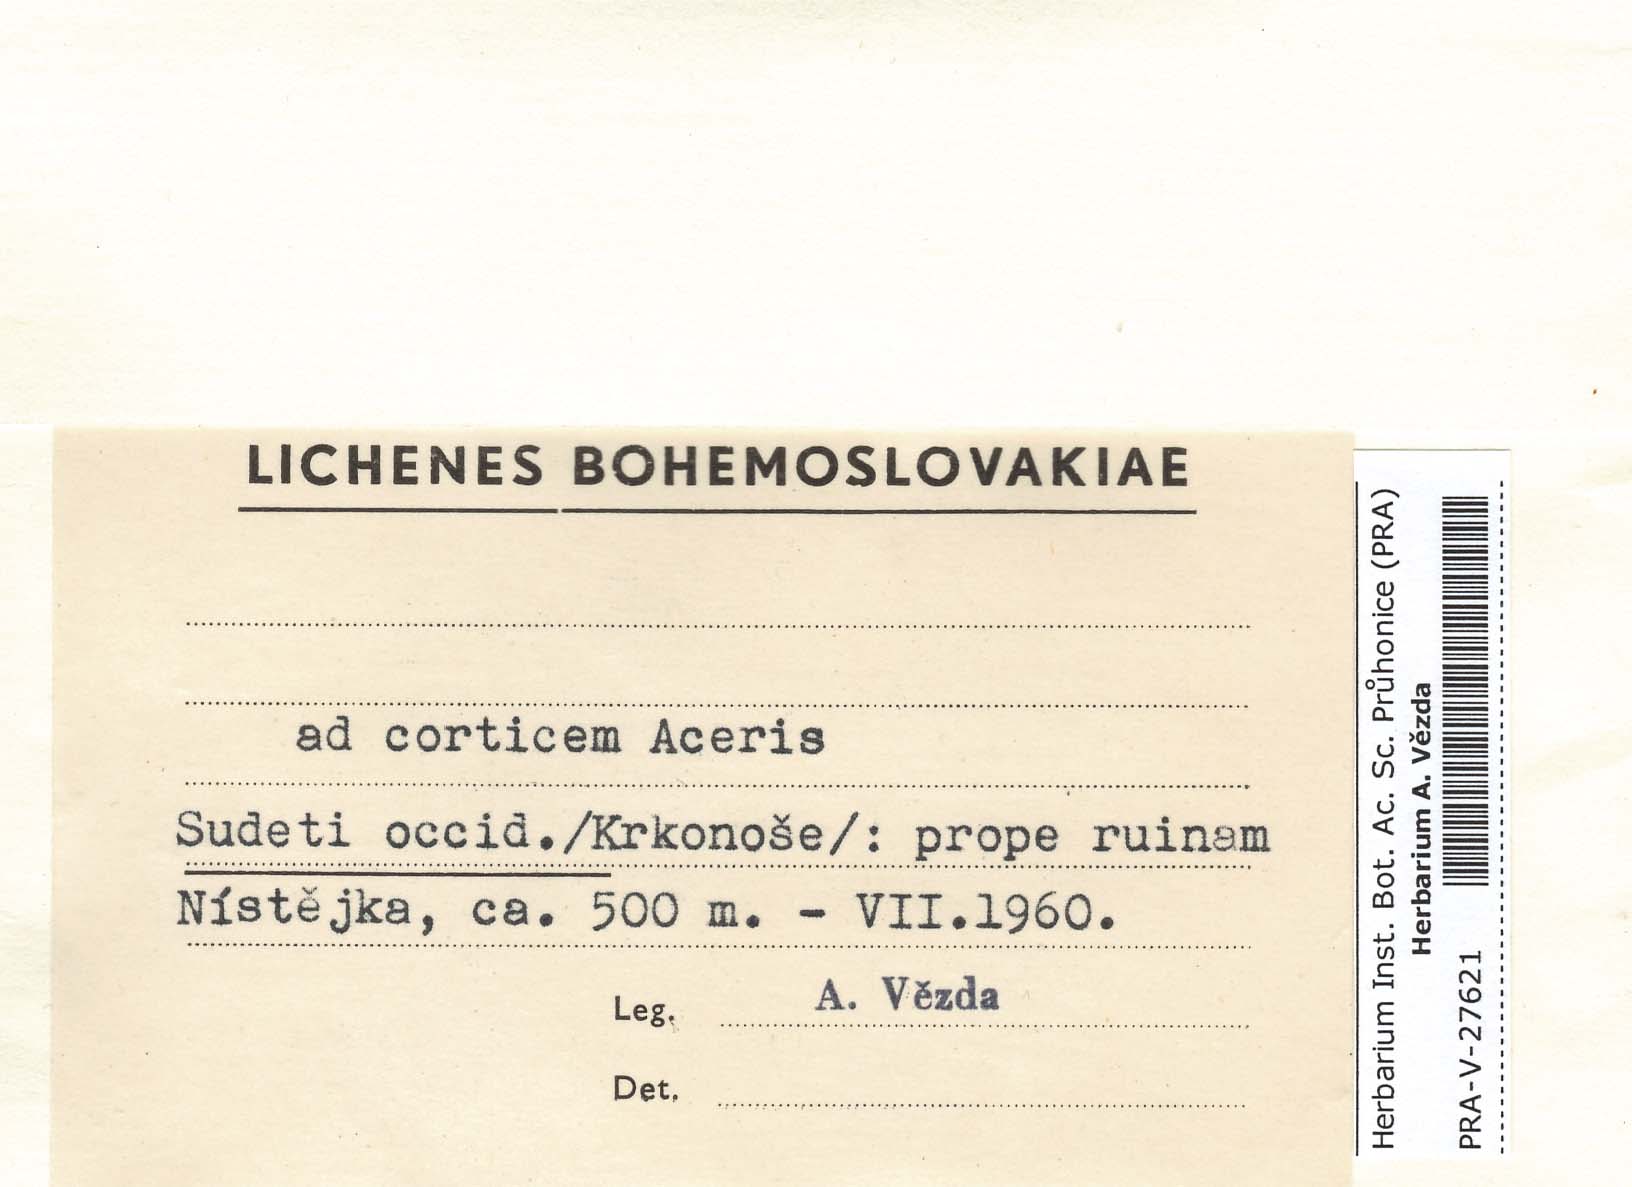 LICHENES BOHEMOSLOVAKIAE
ad corticem Aceris
Sudeti occid./Krkonoše/: prope ruinam
Nístějka, ca. 500 m. - VII.1960.
Leg. A. Vězda
Det.
Herbarium Inst. Bot. Ac. Sc. Průhonice (PRA)
Herbarium A. Vězda
PRA-V-27621